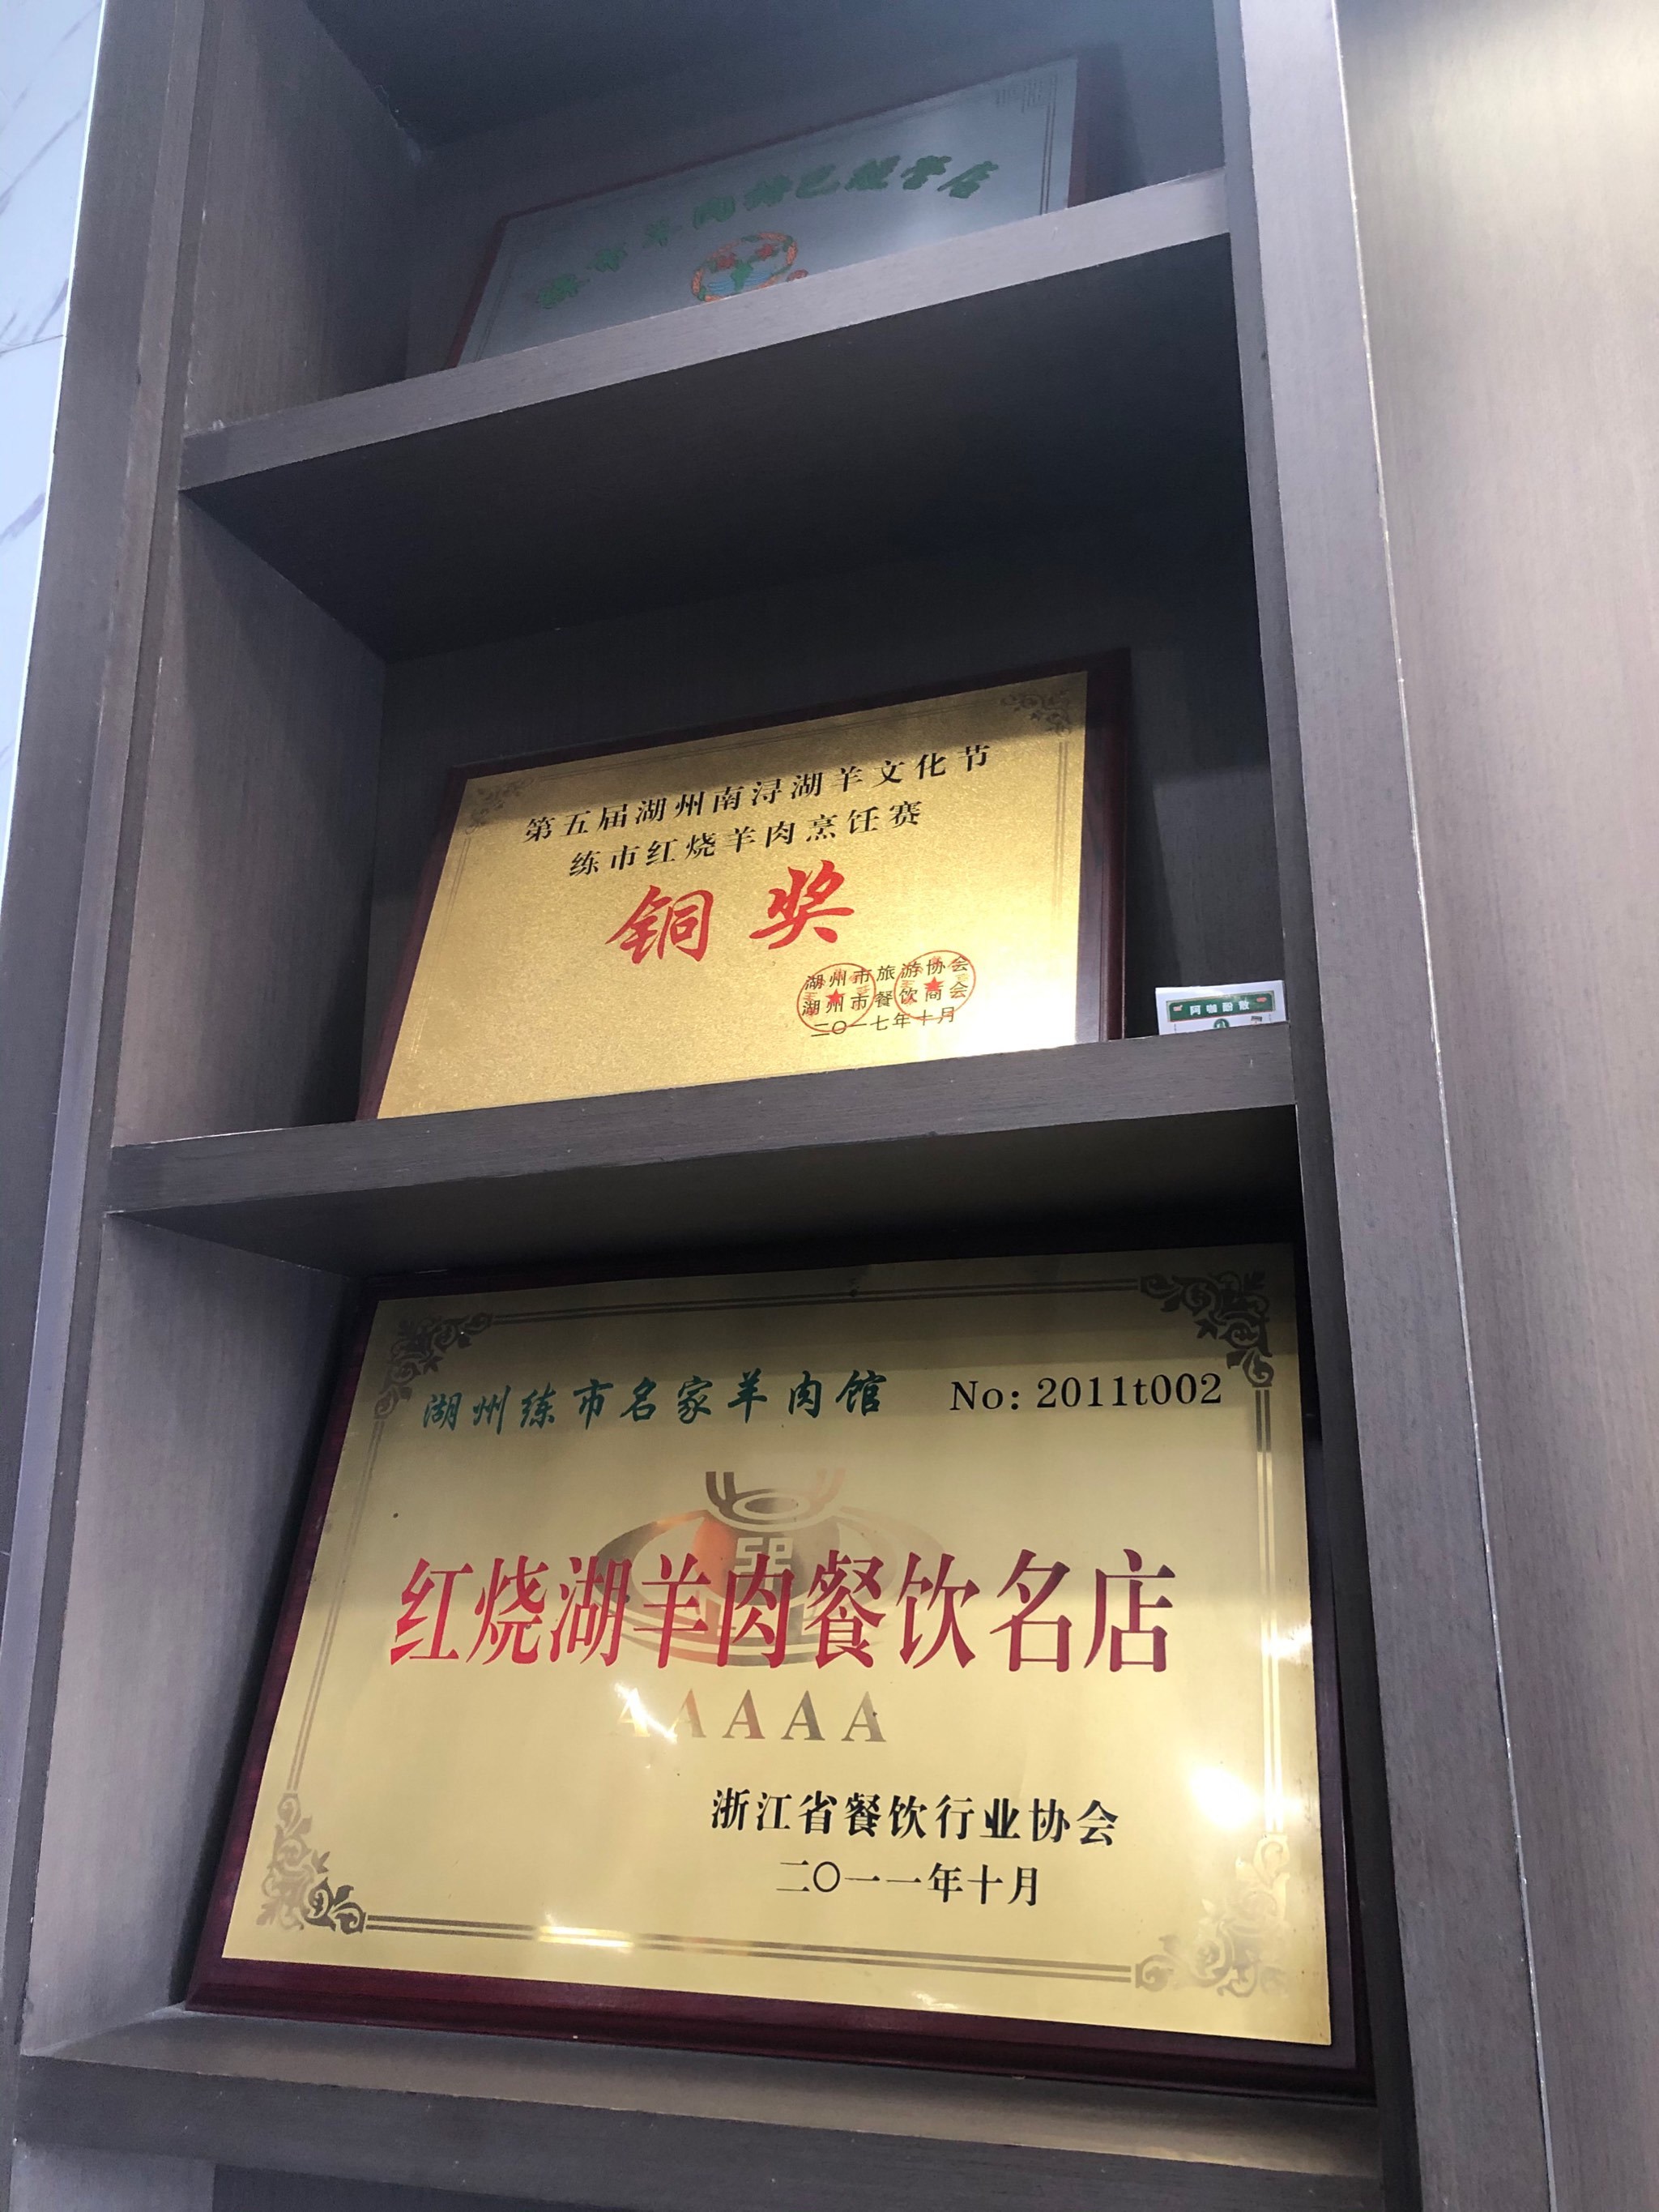 羊肉特色经营店
第五届湖州南浔湖羊文化节
练市红烧羊肉烹饪赛
铜奖
湖州市旅游协会
湖州市餐饮商会
二〇一七年十月
湖州练市名家羊肉馆 No: 2011t002
红烧湖羊肉餐饮名店
AAAAA
浙江省餐饮行业协会
二〇一一年十月